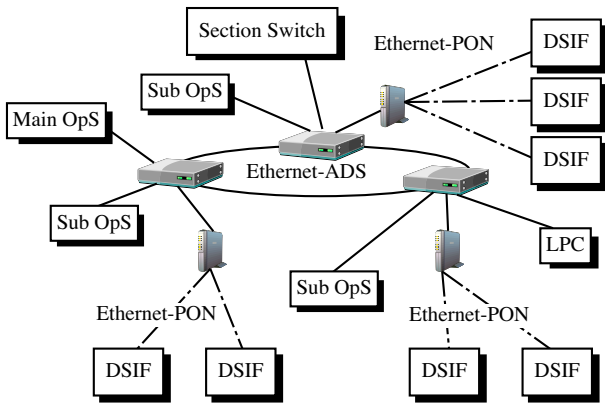 Section Switch
Ethernet-PON
DSIF
Sub OpS
DSIF
Main OpS
DSIF
Ethernet-ADS
Sub OpS
LPC
Sub OpS
Ethernet-PON
Ethernet-PON
DSIF
DSIF
DSIF
DSIF